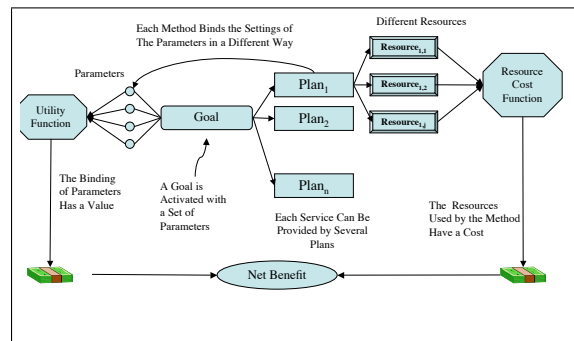 Each Method Binds the Settings of
The Parameters in a Different Way
Different Resources
Parameters
Utility
Function
Goal
Plan1
Plan2
Plann
Resource1,1
Resource1,2
Resource1,j
Resource
Cost
Function
The Binding
of Parameters
Has a Value
A Goal is
Activated with
a Set of
Parameters
Each Service Can Be
Provided by Several
Plans
The Resources
Used by the Method
Have a Cost
Net Benefit